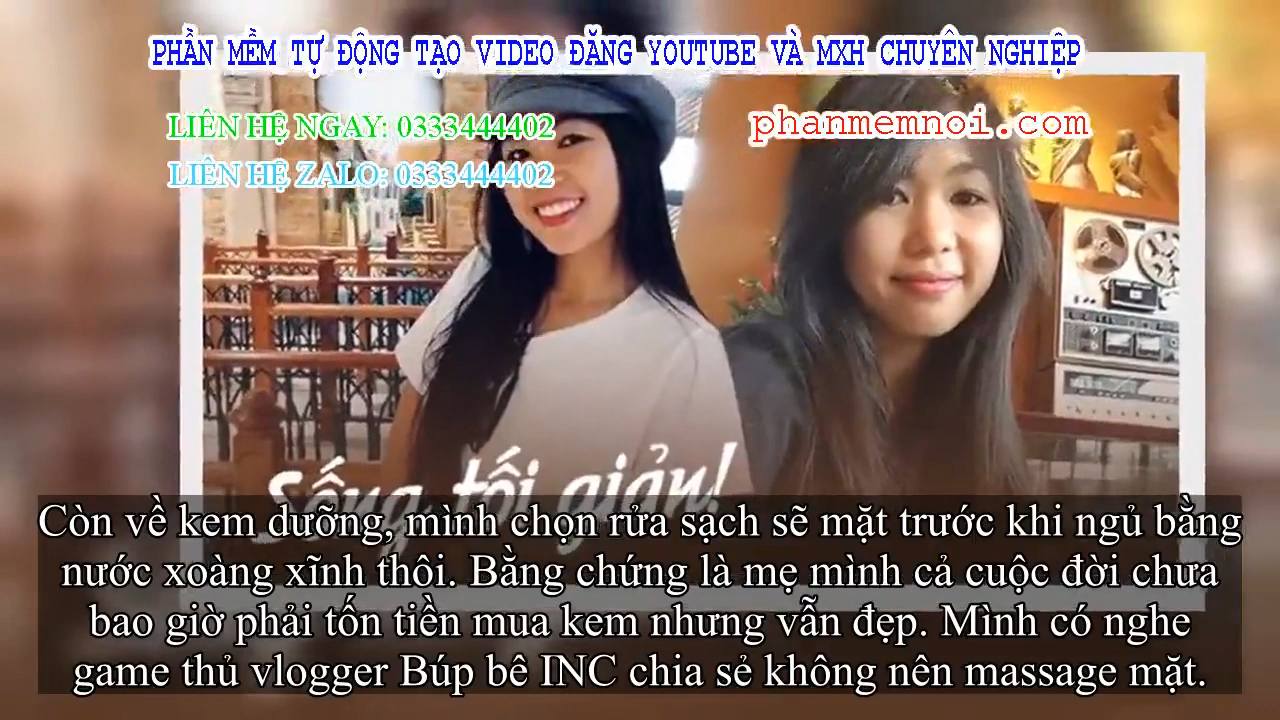 PHẦN MỀM TỰ ĐỘNG TẠO VIDEO ĐĂNG YOUTUBE VÀ MXH CHUYÊN NGHIỆP
LIÊN HỆ NGAY: 0333444402
phanmemnoi.com
LIÊN HỆ ZALO: 0333444402
Sống tối giản!
Còn về kem dưỡng, mình chọn rửa sạch sẽ mặt trước khi ngủ bằng
nước xoàng xĩnh thôi. Bằng chứng là mẹ mình cả cuộc đời chưa
bao giờ phải tốn tiền mua kem nhưng vẫn đẹp. Mình có nghe
game thủ vlogger Búp bê INC chia sẻ không nên massage mặt.